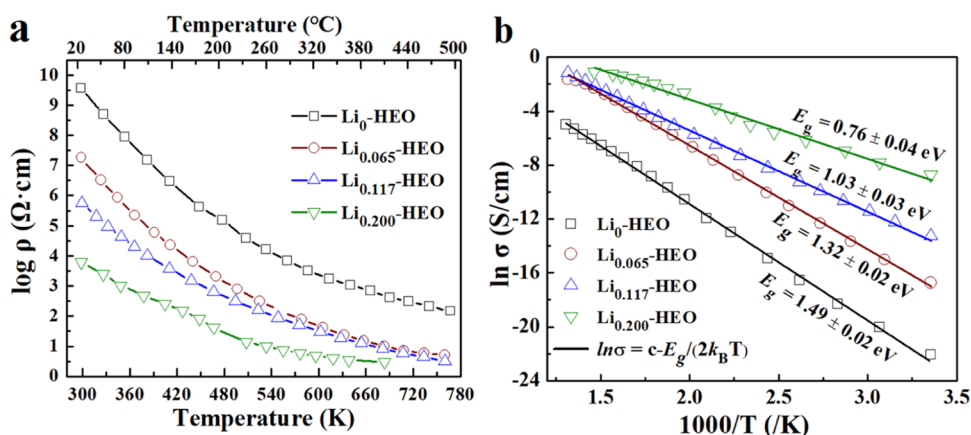 a
Temperature (°C)
20 80 140 200 260 320 380 440 500
log ρ (Ω·cm)
10
9
8
7
6
5
4
3
2
1
0
Li0-HEO
Li0.065-HEO
Li0.117-HEO
Li0.200-HEO
300 360 420 480 540 600 660 720 780
Temperature (K)
b
ln σ (S/cm)
0
-4
-8
-12
-16
-20
-24
Eg = 0.76 ± 0.04 eV
Eg = 1.03 ± 0.03 eV
Eg = 1.32 ± 0.02 eV
Eg = 1.49 ± 0.02 eV
Li0-HEO
Li0.065-HEO
Li0.117-HEO
Li0.200-HEO
lnσ = c-Eg/(2kBT)
1.5 2.0 2.5 3.0 3.5
1000/T (/K)